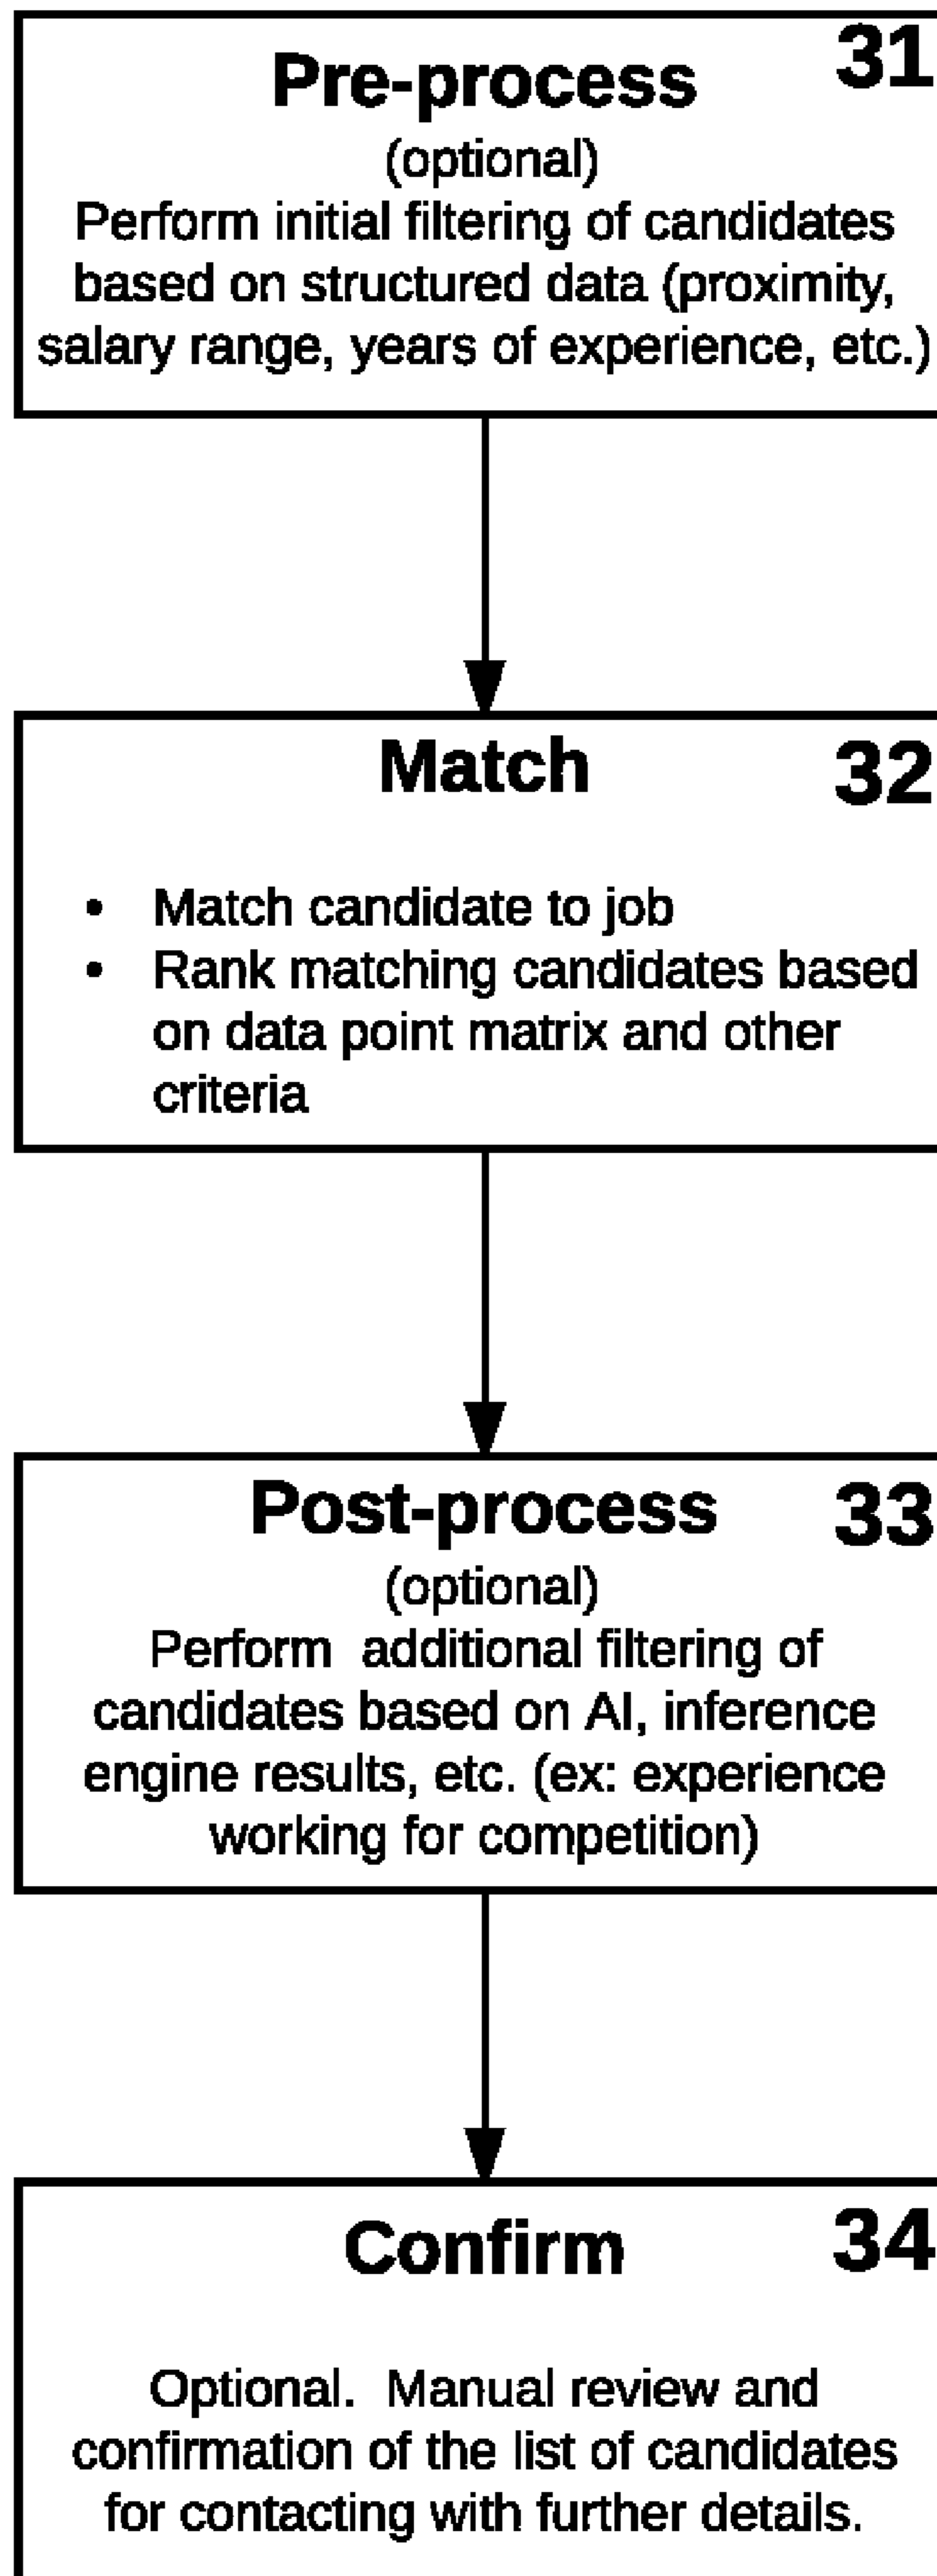 31
Pre-process
(optional)
Perform initial filtering of candidates
based on structured data (proximity,
salary range, years of experience, etc.)
32
Match
• Match candidate to job
• Rank matching candidates based
on data point matrix and other
criteria
33
Post-process
(optional)
Perform  additional filtering of
candidates based on AI, inference
engine results, etc. (ex: experience
working for competition)
34
Confirm
Optional.  Manual review and
confirmation of the list of candidates
for contacting with further details.